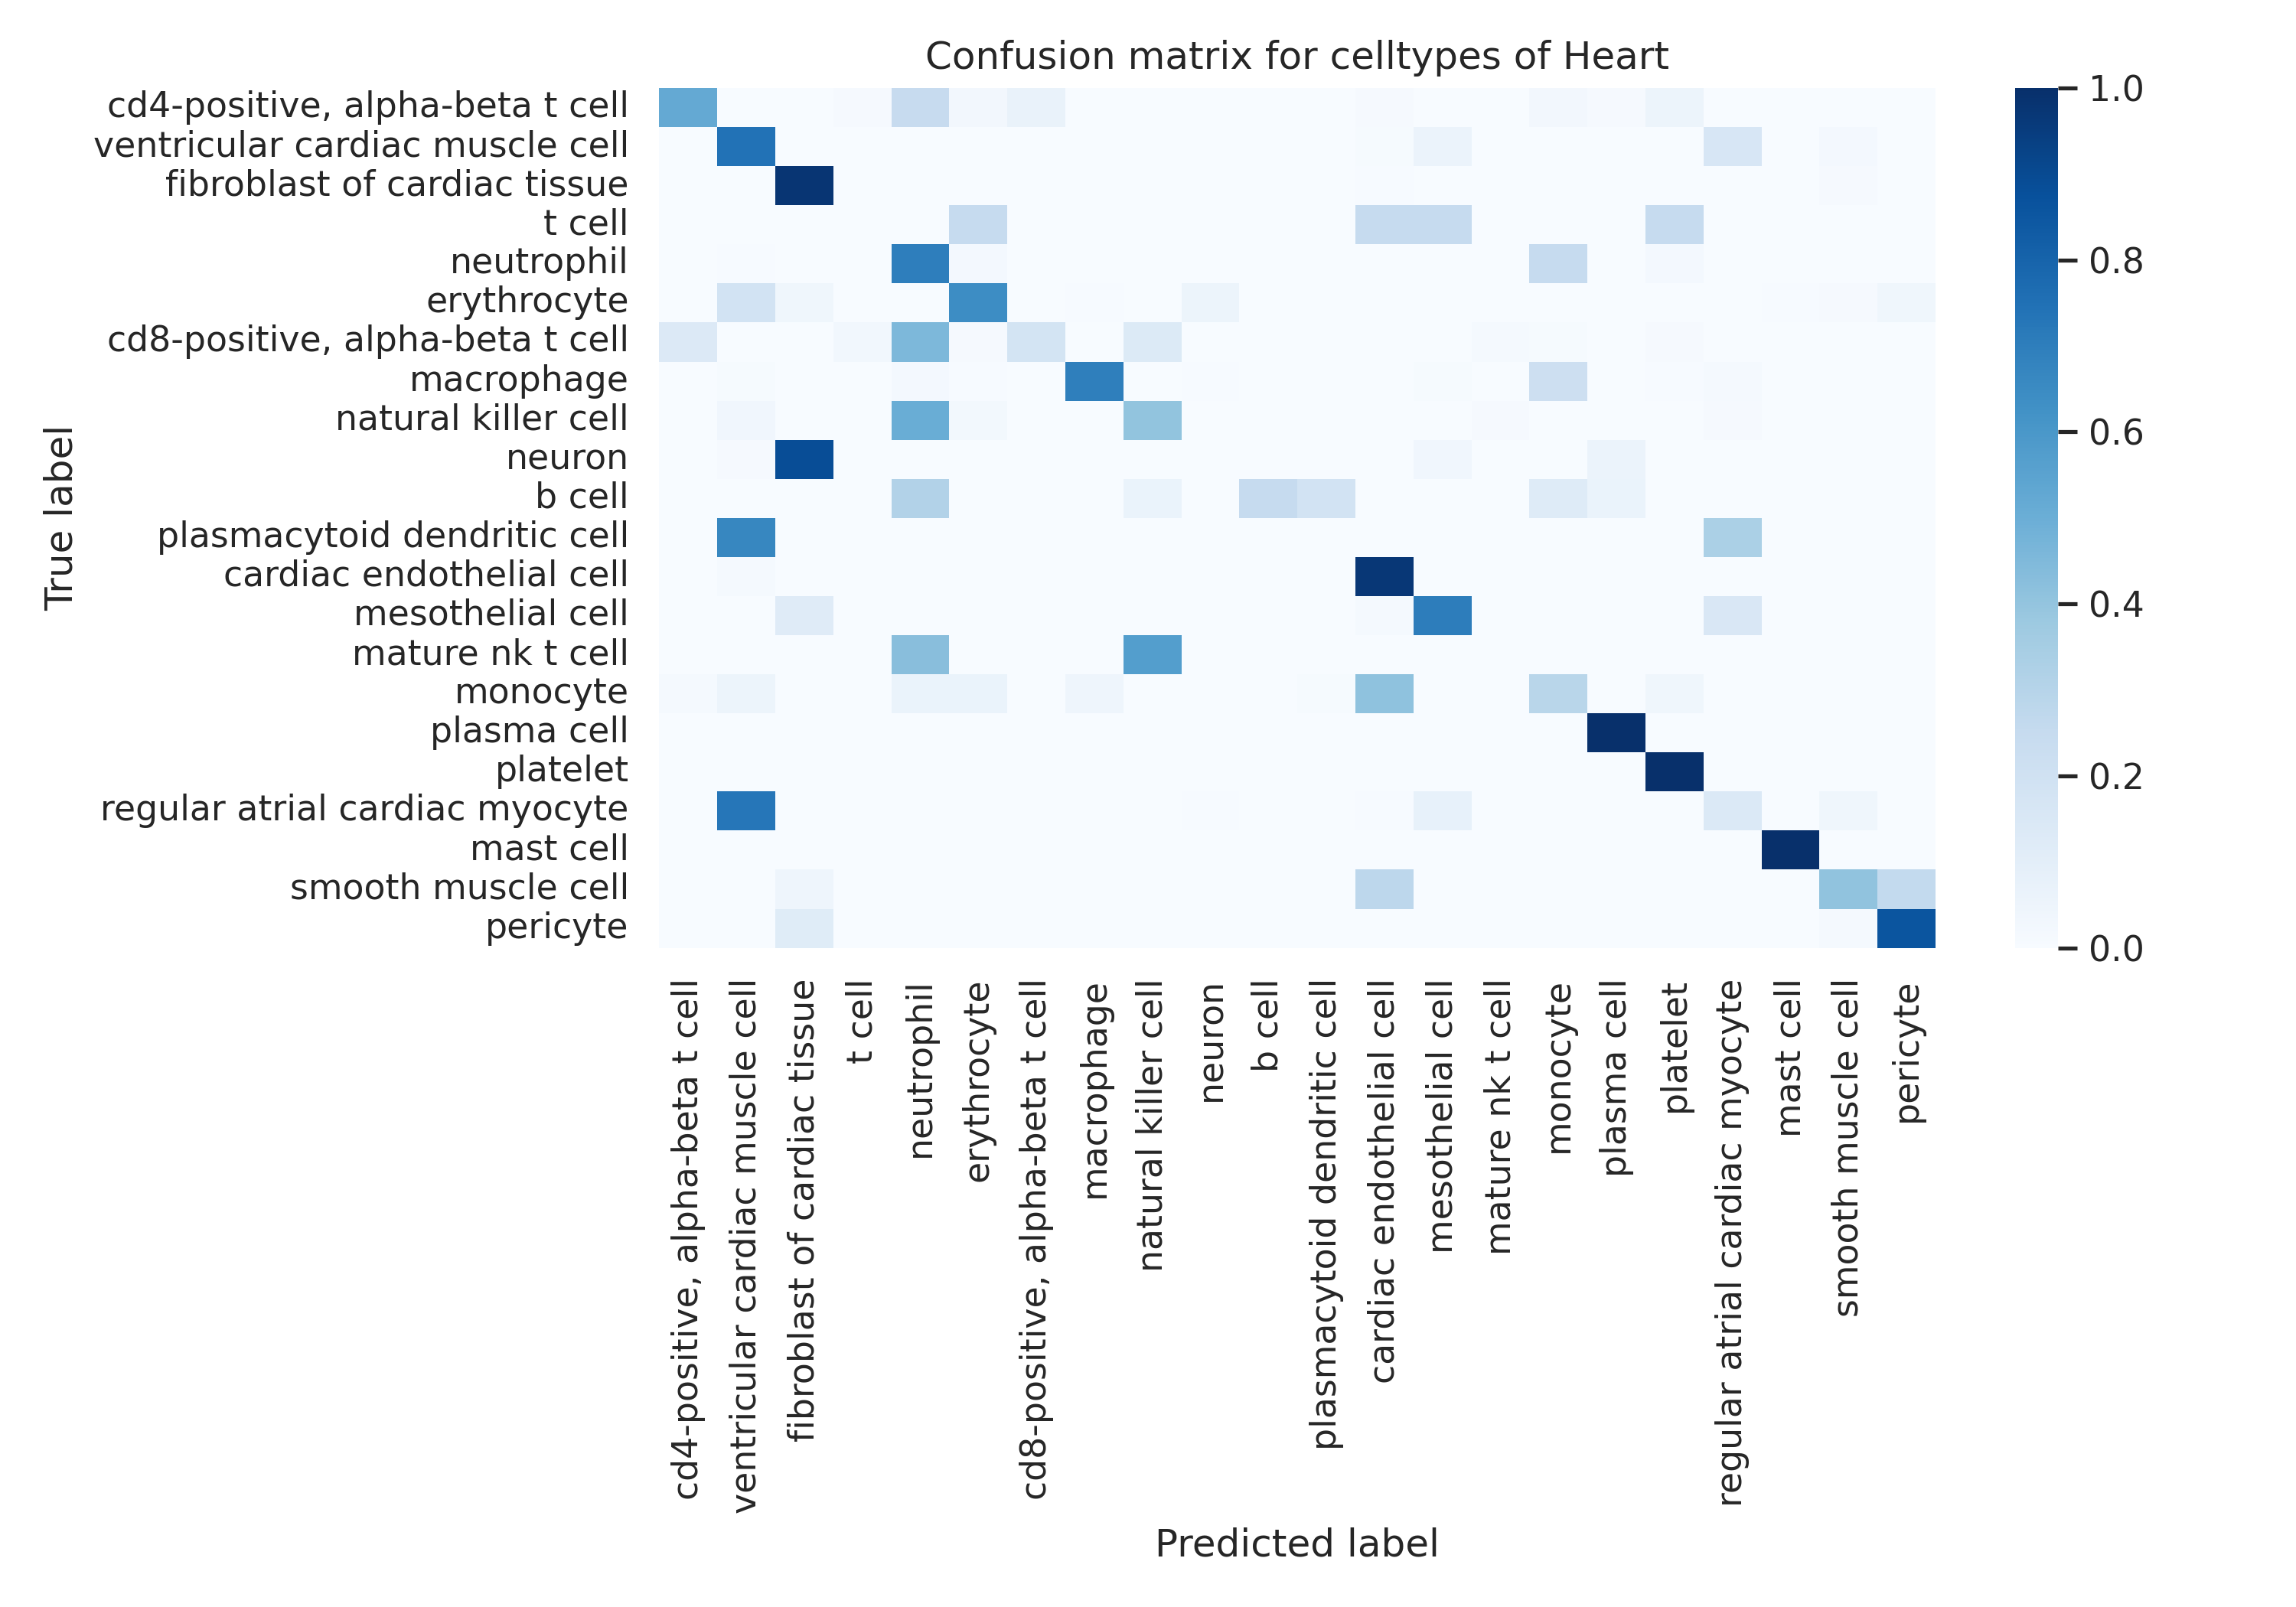 Confusion matrix for celltypes of Heart
True label
cd4-positive, alpha-beta t cell
ventricular cardiac muscle cell
fibroblast of cardiac tissue
t cell
neutrophil
erythrocyte
cd8-positive, alpha-beta t cell
macrophage
natural killer cell
neuron
b cell
plasmacytoid dendritic cell
cardiac endothelial cell
mesothelial cell
mature nk t cell
monocyte
plasma cell
platelet
regular atrial cardiac myocyte
mast cell
smooth muscle cell
pericyte
1.0
0.8
0.6
0.4
0.2
0.0
cd4-positive, alpha-beta t cell
ventricular cardiac muscle cell
fibroblast of cardiac tissue
t cell
neutrophil
erythrocyte
cd8-positive, alpha-beta t cell
macrophage
natural killer cell
neuron
b cell
plasmacytoid dendritic cell
cardiac endothelial cell
mesothelial cell
mature nk t cell
monocyte
plasma cell
platelet
regular atrial cardiac myocyte
mast cell
smooth muscle cell
pericyte
Predicted label